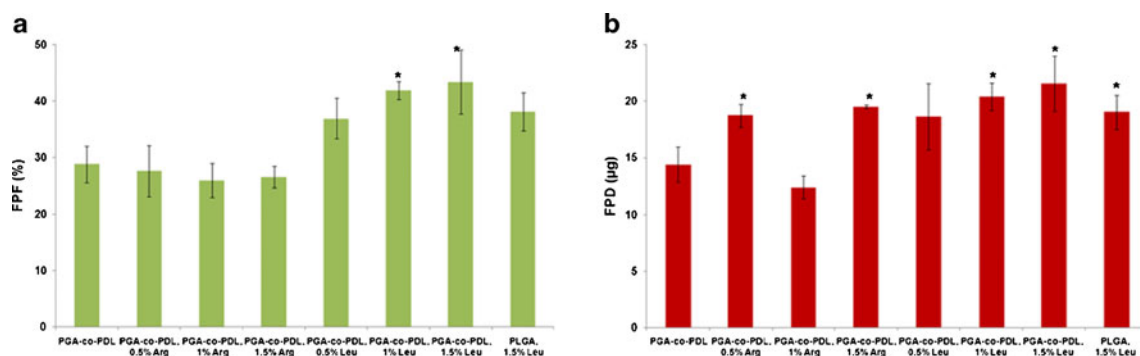 a
50
40
30
20
10
0
FPF (%)
*
*
PGA-co-PDL
PGA-co-PDL, 0.5% Arg
PGA-co-PDL, 1% Arg
PGA-co-PDL, 1.5% Arg
PGA-co-PDL, 0.5% Leu
PGA-co-PDL, 1% Leu
PGA-co-PDL, 1.5% Leu
PLGA, 1.5% Leu
b
25
20
15
10
5
0
FPD (µg)
*
*
*
*
*
PGA-co-PDL
PGA-co-PDL, 0.5% Arg
PGA-co-PDL, 1% Arg
PGA-co-PDL, 1.5% Arg
PGA-co-PDL, 0.5% Leu
PGA-co-PDL, 1% Leu
PGA-co-PDL, 1.5% Leu
PLGA, 1.5% Leu